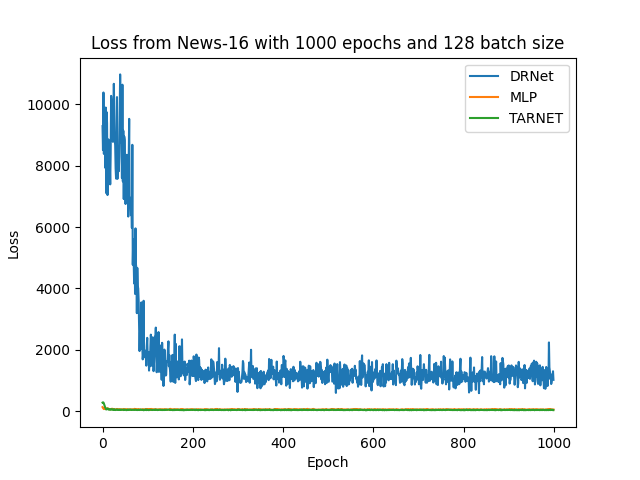 Loss from News-16 with 1000 epochs and 128 batch size
DRNet
MLP
TARNET
Loss
10000
8000
6000
4000
2000
0
0 200 400 600 800 1000
Epoch